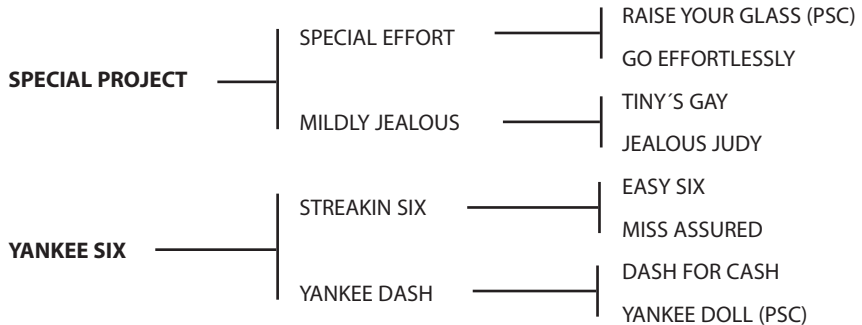 RAISE YOUR GLASS (PSC)
SPECIAL EFFORT
GO EFFORTLESSLY
SPECIAL PROJECT
TINY´S GAY
MILDLY JEALOUS
JEALOUS JUDY
EASY SIX
STREAKIN SIX
MISS ASSURED
YANKEE SIX
DASH FOR CASH
YANKEE DASH
YANKEE DOLL (PSC)